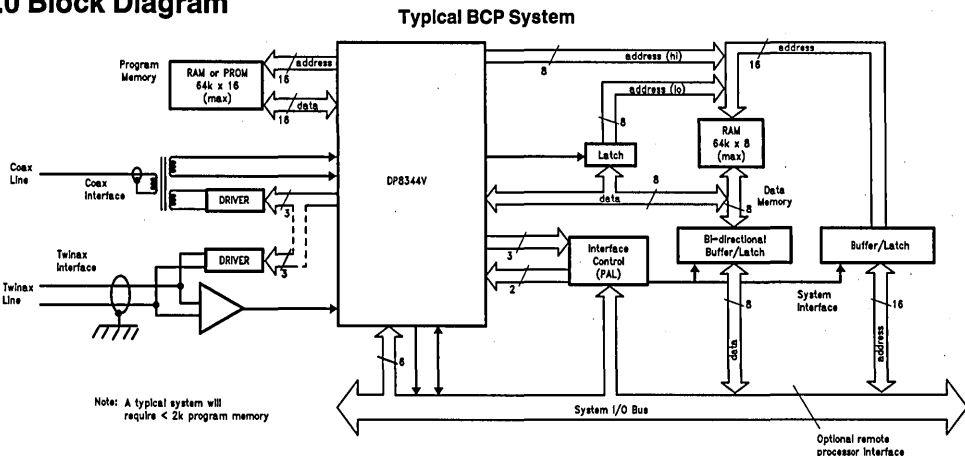 .0 Block Diagram
Typical BCP System
Program
Memory
RAM or PROM
64k x 16
(max)
address
16
data
16
8
address (hi)
address (lo)
8
16
address
RAM
64k x 8
(max)
Latch
Coax
Line
Coax
Interface
DRIVER
3
DP8344V
data
8
8
Data
Memory
Twinax
Interface
DRIVER
3
Twinax
Line
3
2
Interface
Control
(PAL)
Bi-directional
Buffer/Latch
Buffer/Latch
System
Interface
8
data
16
address
6
Note: A typical system will
require < 2k program memory
System I/O Bus
Optional remote
processor interface